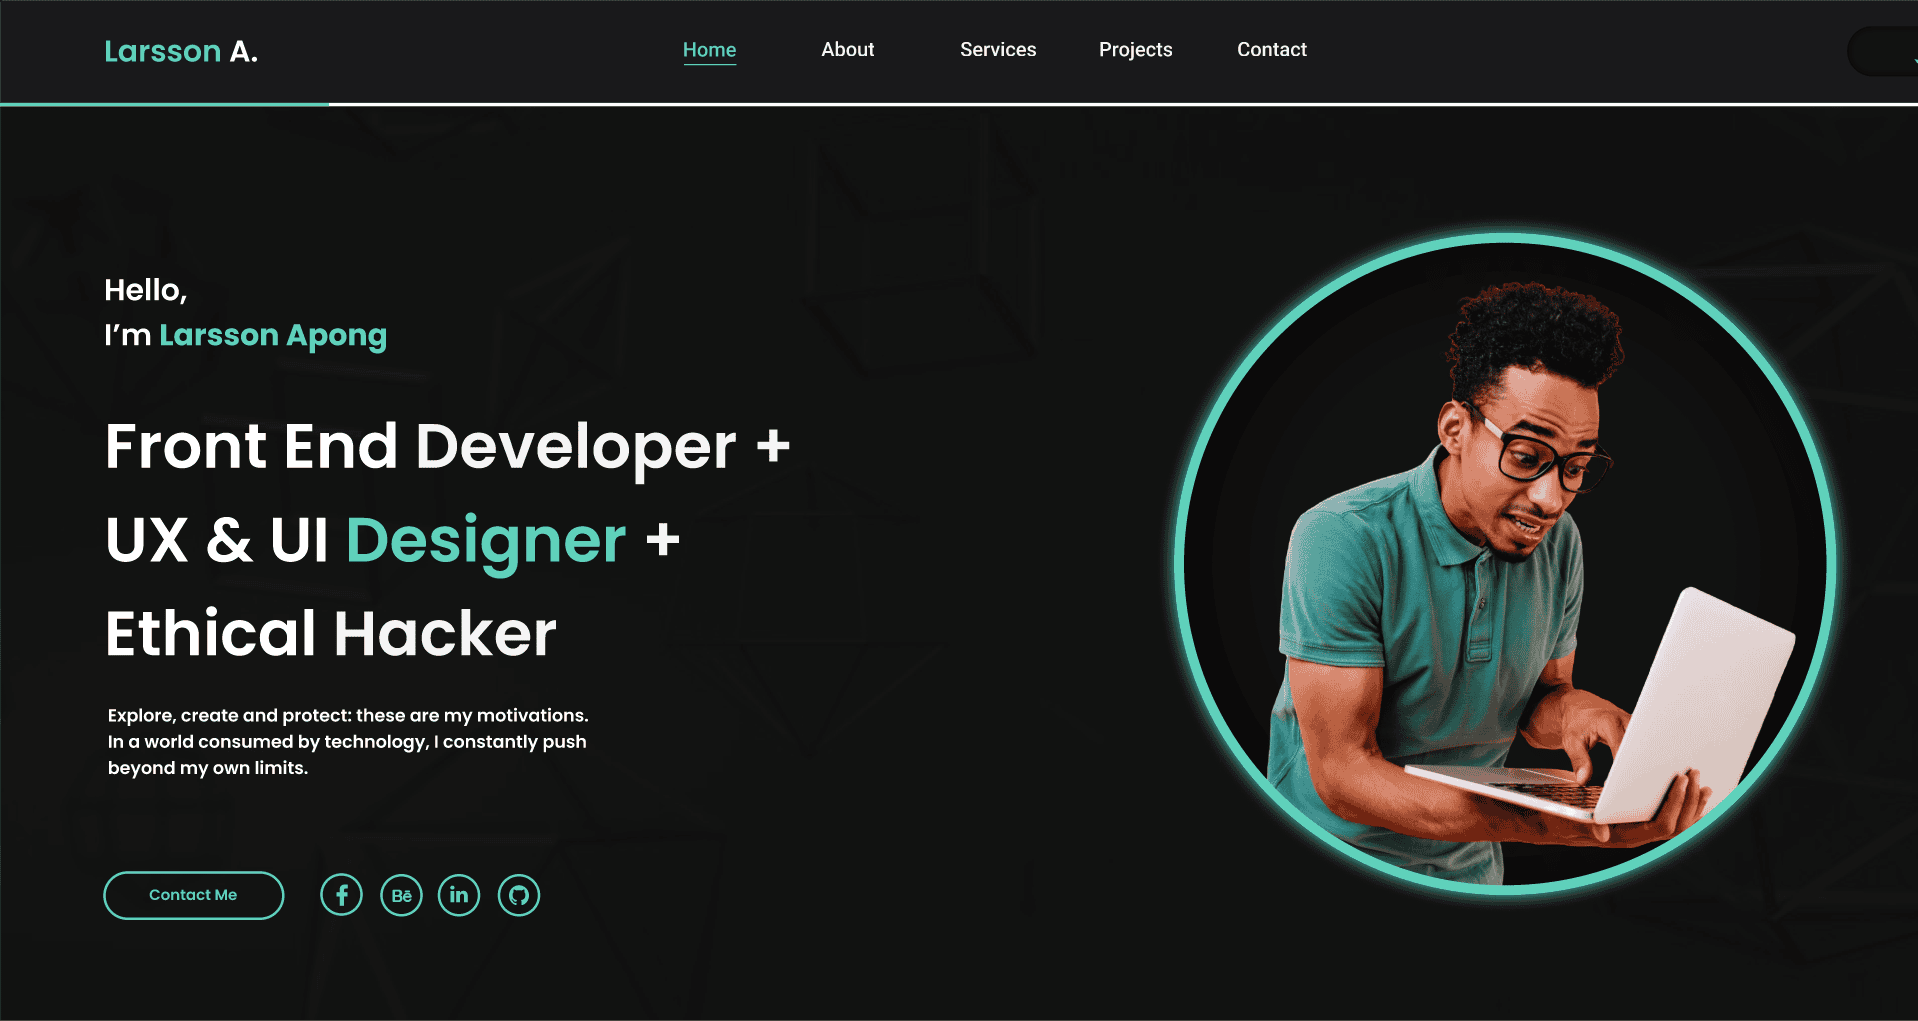 Larsson A.
Home
About
Services
Projects
Contact
Hello,
I’m Larsson Apong
Front End Developer +
UX & UI Designer +
Ethical Hacker
Explore, create and protect: these are my motivations.
In a world consumed by technology, I constantly push
beyond my own limits.
Contact Me
f
Bē
in